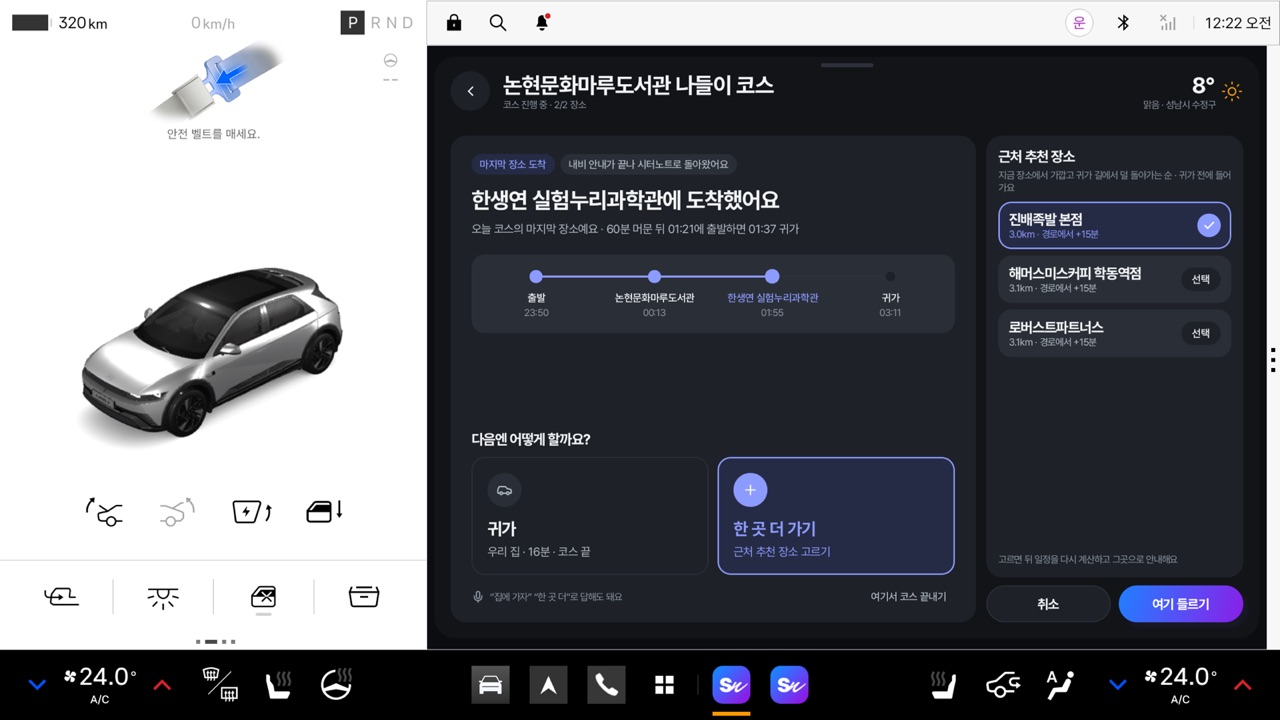 320 km
0 km/h
P R N D
12:22 오전
운
안전 벨트를 매세요.
논현문화마루도서관 나들이 코스
코스 진행 중 · 2/2 장소
8°
맑음 · 성남시 수정구
마지막 장소 도착
내비 안내가 끝나 시터노트로 돌아왔어요
한생연 실험누리과학관에 도착했어요
오늘 코스의 마지막 장소예요 · 60분 머문 뒤 01:21에 출발하면 01:37 귀가
출발
논현문화마루도서관
한생연 실험누리과학관
귀가
23:50
00:13
01:55
03:11
다음엔 어떻게 할까요?
귀가
우리 집 · 16분 · 코스 끝
한 곳 더 가기
근처 추천 장소 고르기
"집에 가자" "한 곳 더"로 답해도 돼요
여기서 코스 끝내기
근처 추천 장소
지금 장소에서 가깝고 귀가 길에서 덜 돌아가는 순 · 귀가 전에 들어
가요
진배족발 본점
3.0km · 경로에서 +15분
해머스미스커피 학동역점
3.1km · 경로에서 +15분
선택
로버스트파트너스
3.1km · 경로에서 +15분
선택
고르면 뒤 일정을 다시 계산하고 그곳으로 안내해요
취소
여기 들르기
24.0°
A/C
A
24.0°
A/C